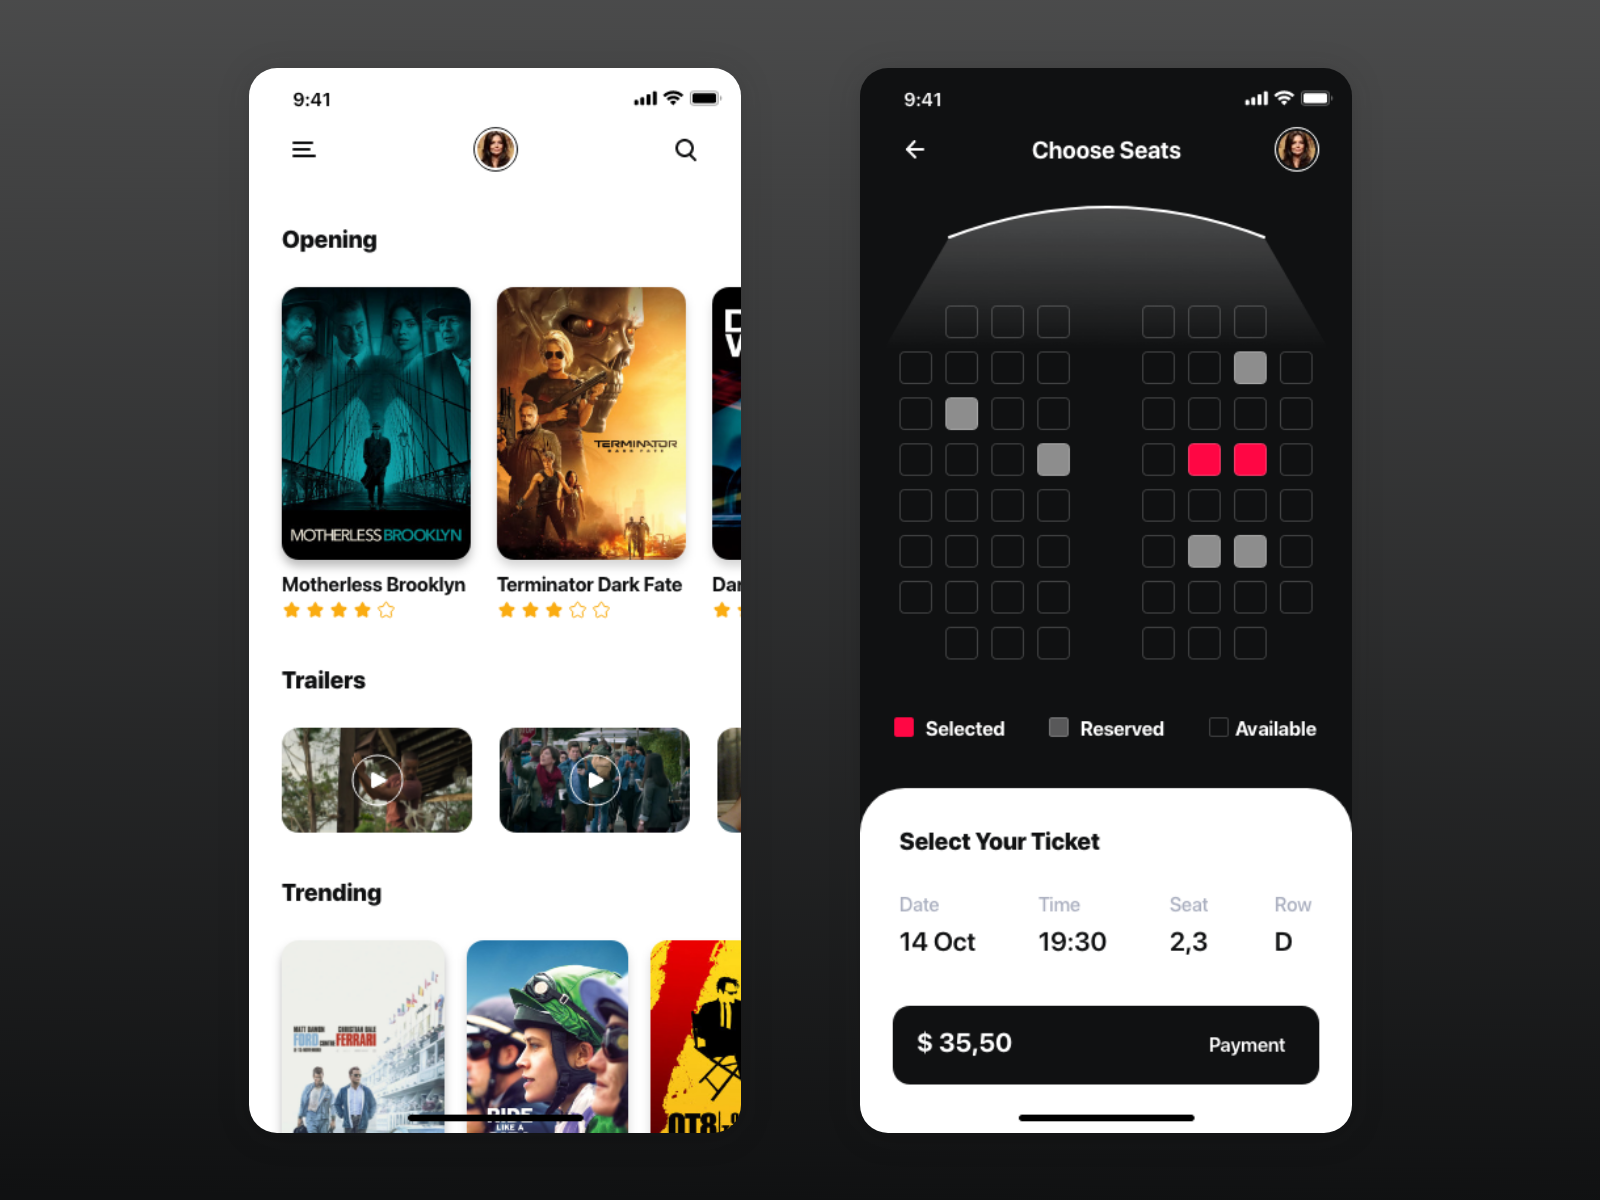 9:41
Opening
MOTHERLESS BROOKLYN
TERMINATOR
DARK FATE
D
V
Motherless Brooklyn
Terminator Dark Fate
Dar
Trailers
Trending
MATT DAMON CHRISTIAN BALE
FORD CONTRO FERRARI
RIDE
LIKE A
QT8
9:41
Choose Seats
Selected
Reserved
Available
Select Your Ticket
Date
Time
Seat
Row
14 Oct
19:30
2,3
D
$ 35,50
Payment